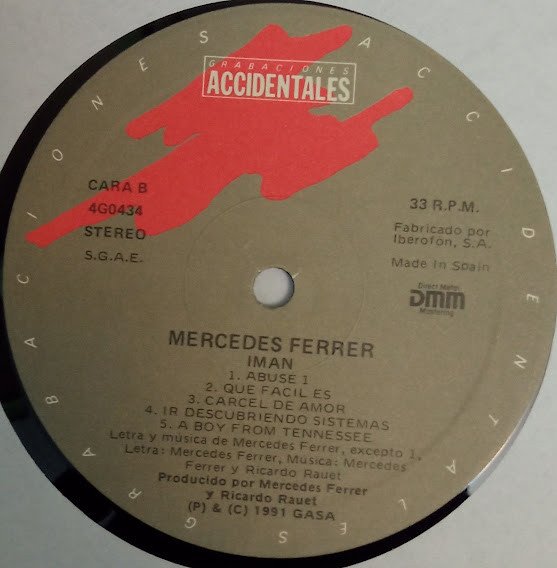 GRABACIONES ACCIDENTALES
GRABACIONES
ACCIDENTALES
CARA B
4G0434
STEREO
S.G.A.E.
33 R.P.M.
Fabricado por
Iberofón, S.A.
Made In Spain
Direct Metal
DMM
Mastering
MERCEDES FERRER
IMAN
1. ABUSE 1
2. QUE FACIL ES
3. CARCEL DE AMOR
4. IR DESCUBRIENDO SISTEMAS
5. A BOY FROM TENNESSEE
Letra y música de Mercedes Ferrer, excepto 1,
Letra: Mercedes Ferrer, Música: Mercedes
Ferrer y Ricardo Rauet
Producido por Mercedes Ferrer
y Ricardo Rauet
(P) & (C) 1991 GASA